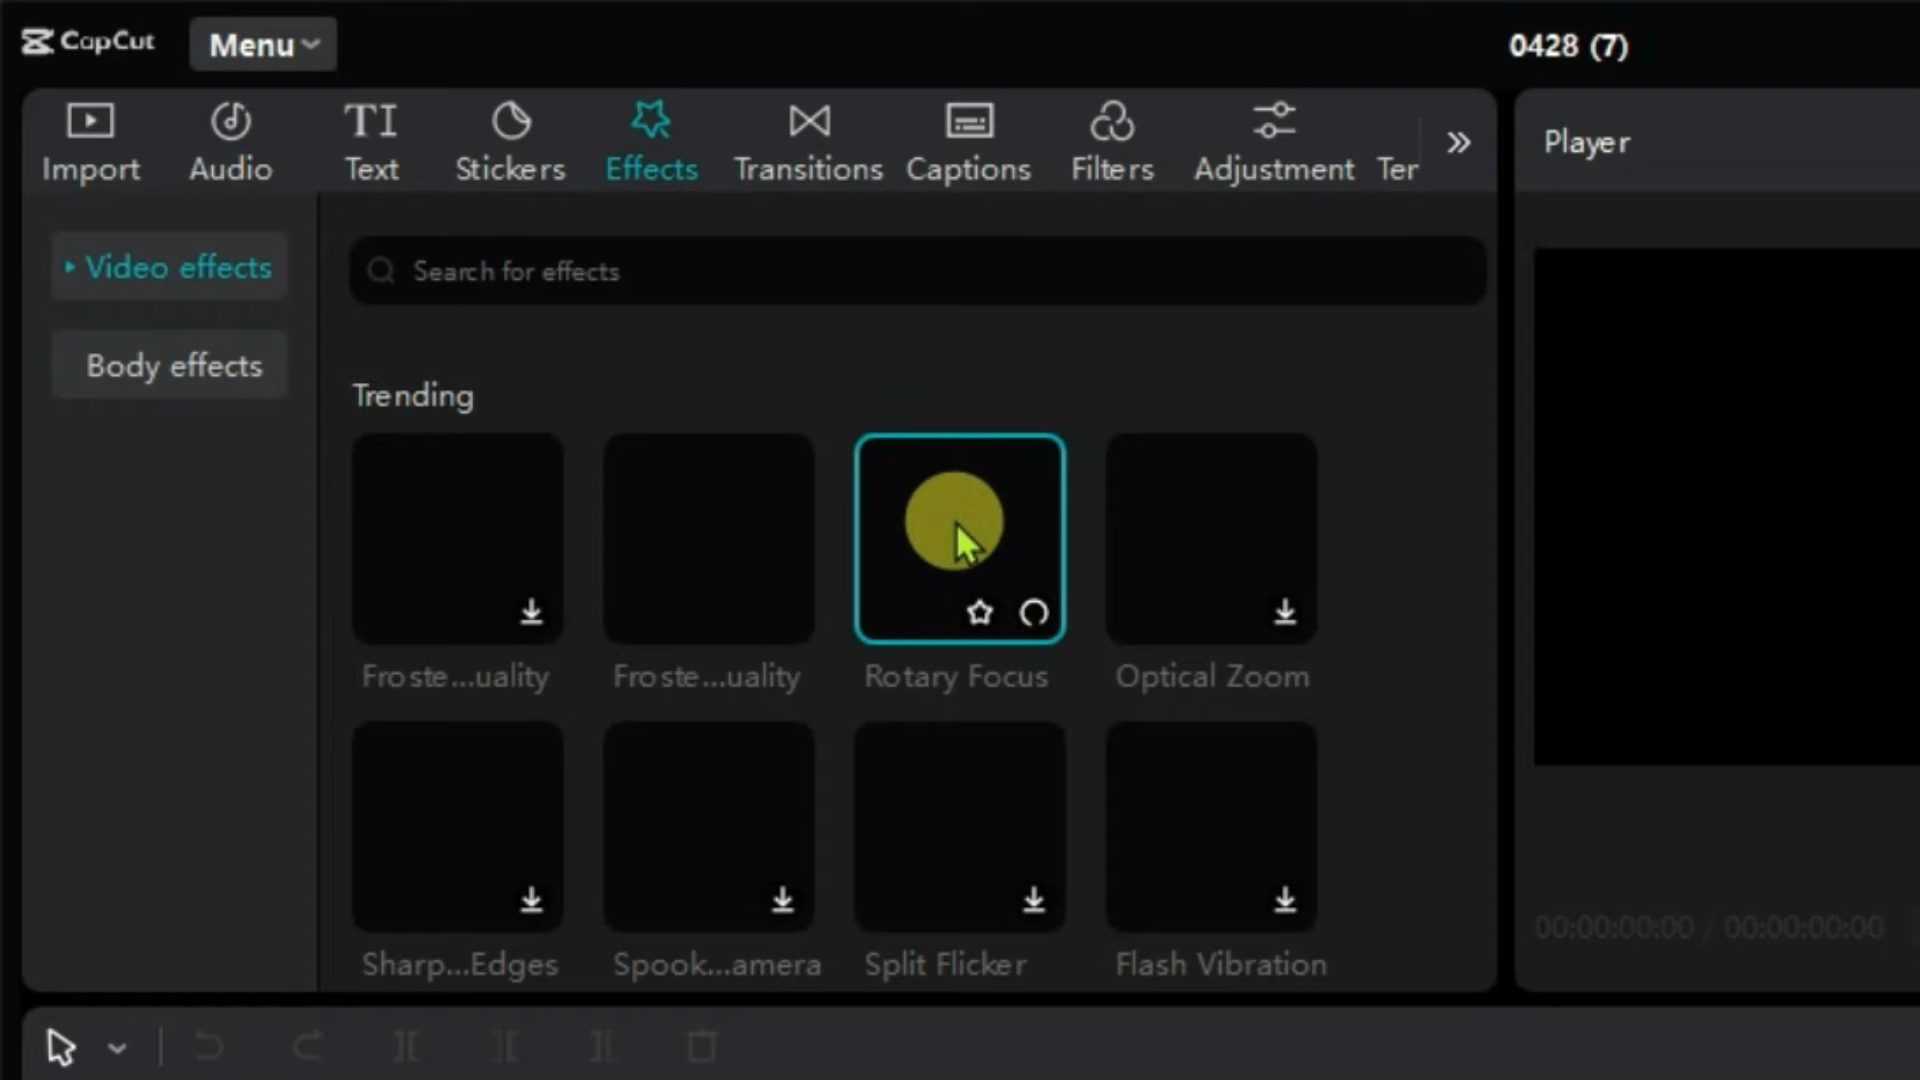 CapCut Menu 0428 (7)
Import Audio Text Stickers Effects Transitions Captions Filters Adjustment Ter Player
Video effects
Search for effects
Body effects
Trending
Froste...uality Froste...uality Rotary Focus Optical Zoom
00:00:00:00 / 00:00:00:00
Sharp...Edges Spook...amera Split Flicker Flash Vibration